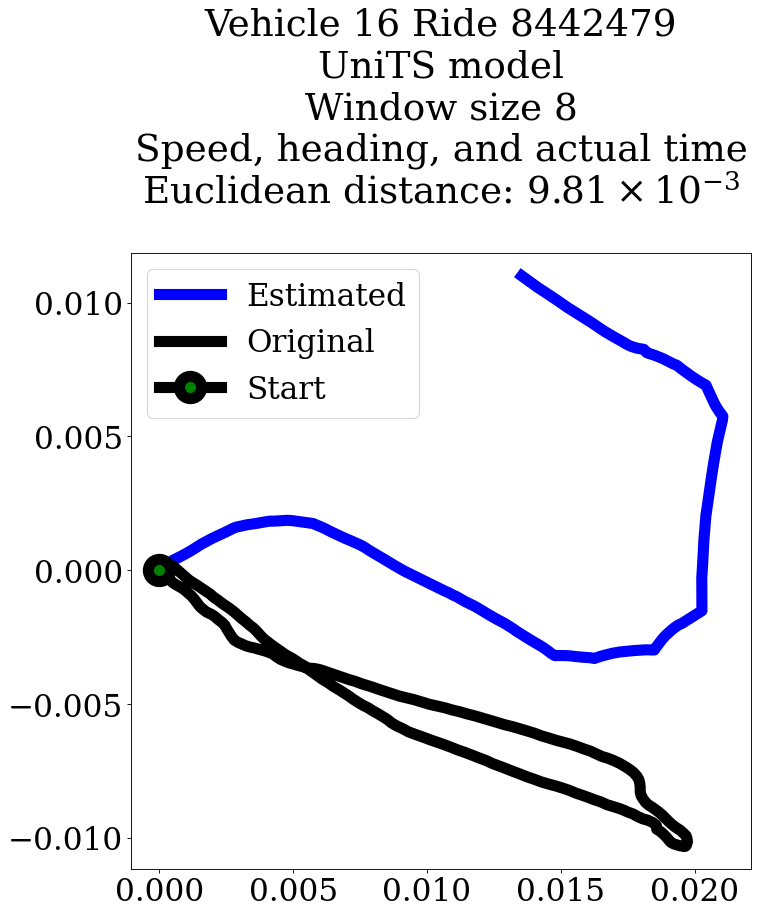 Vehicle 16 Ride 8442479
UniTS model
Window size 8
Speed, heading, and actual time
Euclidean distance: 9.81 × 10⁻³
Estimated
Original
Start
0.010
0.005
0.000
−0.005
−0.010
0.000 0.005 0.010 0.015 0.020